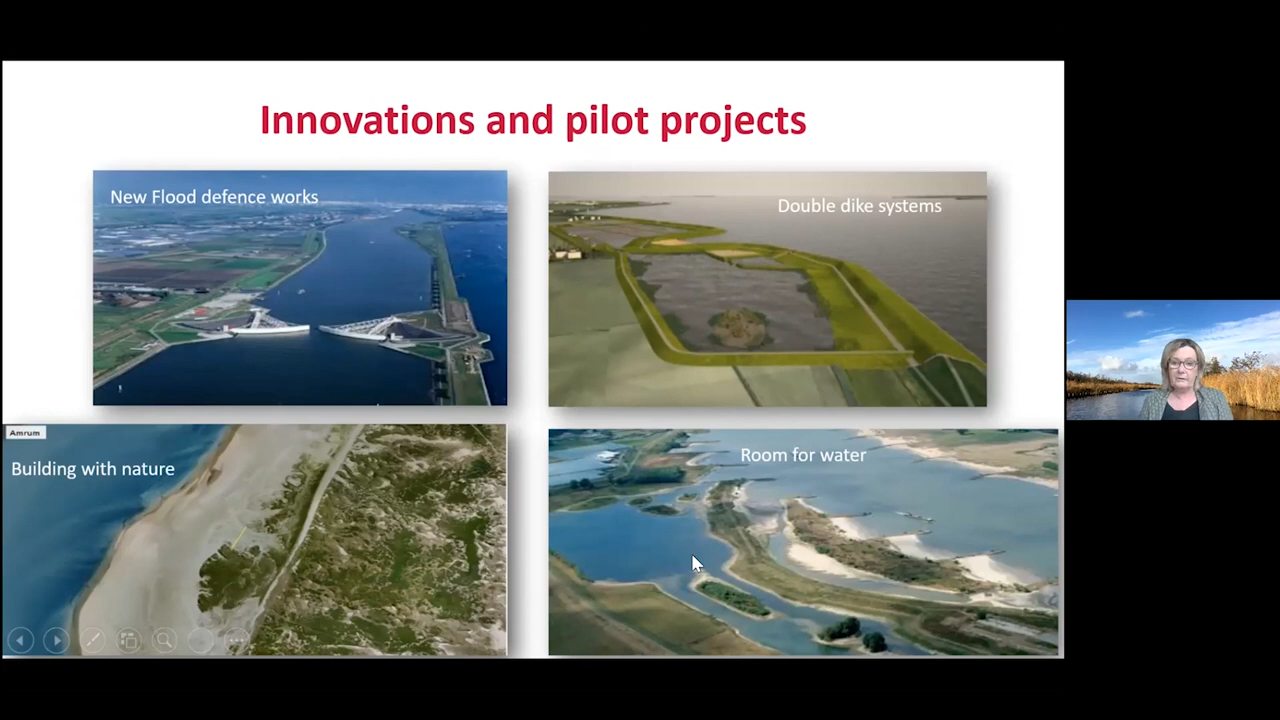 Innovations and pilot projects
New Flood defence works
Double dike systems
Amrum
Building with nature
Room for water